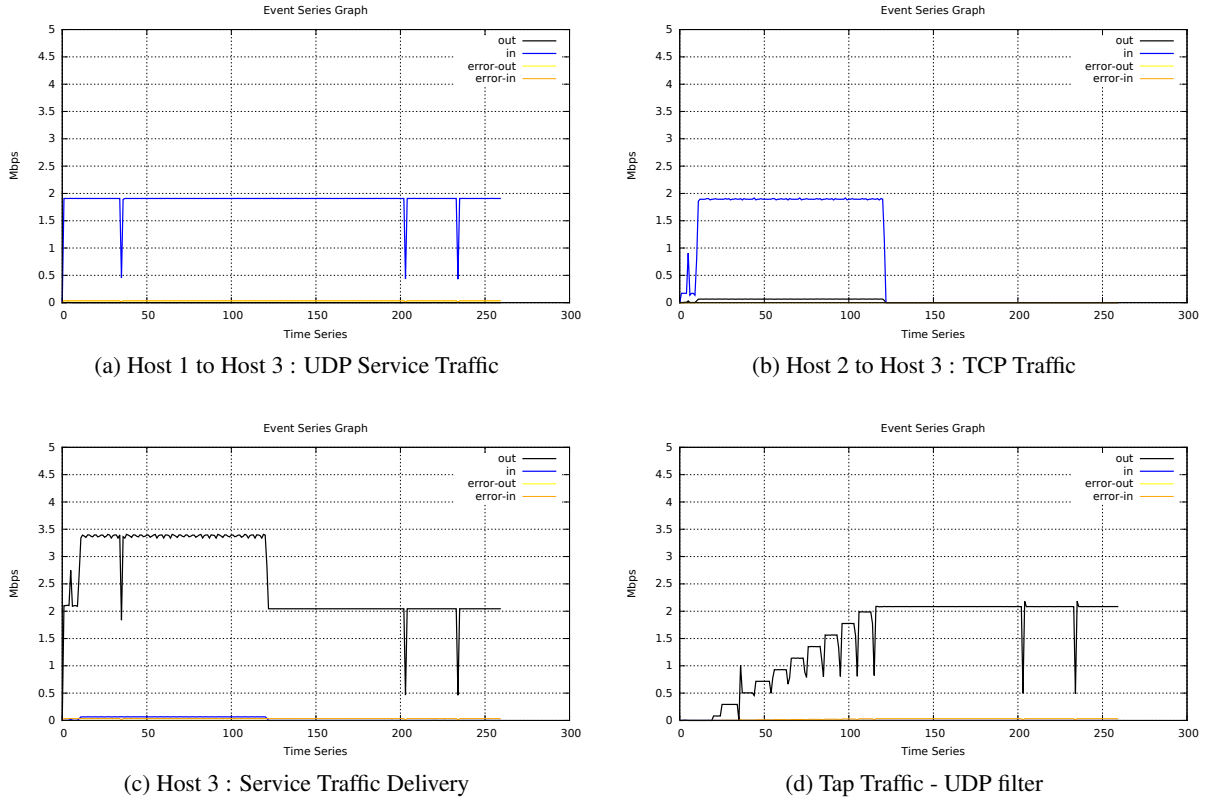 Event Series Graph
5
4.5
4
3.5
3
2.5
2
1.5
1
0.5
0
Mbps
out
in
error-out
error-in
0 50 100 150 200 250 300
Time Series
(a) Host 1 to Host 3 : UDP Service Traffic
Event Series Graph
5
4.5
4
3.5
3
2.5
2
1.5
1
0.5
0
Mbps
out
in
error-out
error-in
0 50 100 150 200 250 300
Time Series
(b) Host 2 to Host 3 : TCP Traffic
Event Series Graph
5
4.5
4
3.5
3
2.5
2
1.5
1
0.5
0
Mbps
out
in
error-out
error-in
0 50 100 150 200 250 300
Time Series
(c) Host 3 : Service Traffic Delivery
Event Series Graph
5
4.5
4
3.5
3
2.5
2
1.5
1
0.5
0
Mbps
out
in
error-out
error-in
0 50 100 150 200 250 300
Time Series
(d) Tap Traffic - UDP filter